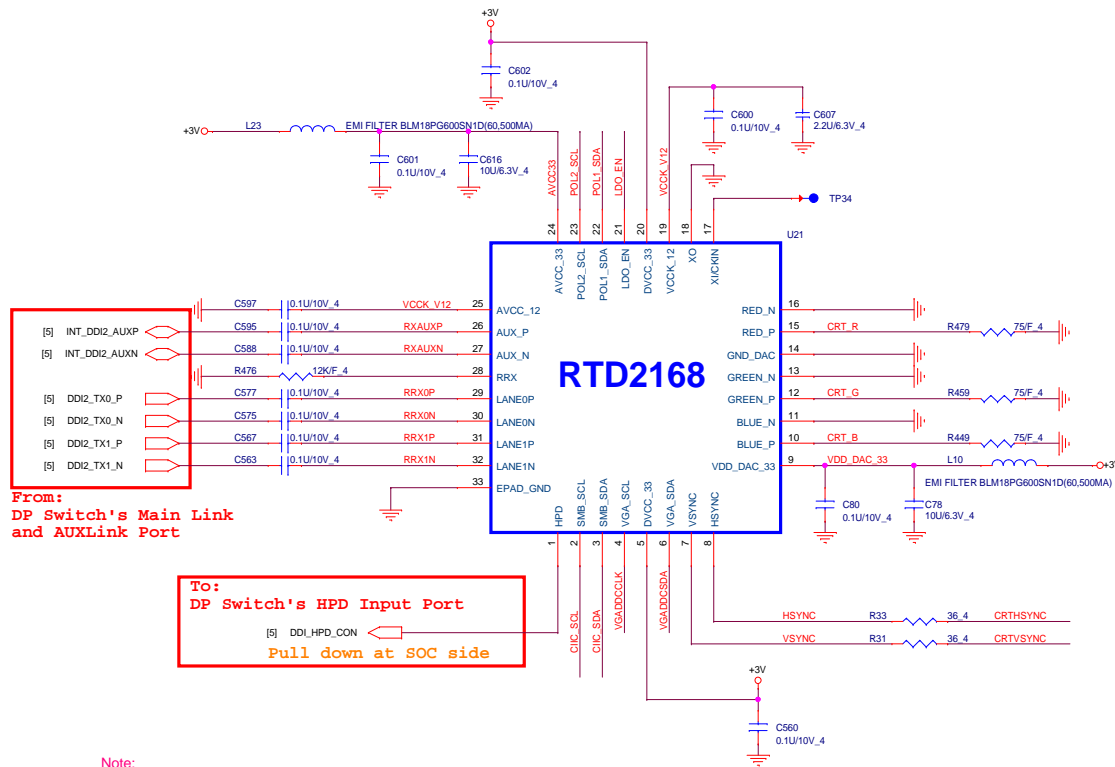 +3V
C602
0.1U/10V_4
+3V
L23
EMI FILTER BLM18PG600SN1D(60,500MA)
C601
0.1U/10V_4
C616
10U/6.3V_4
C600
0.1U/10V_4
C607
2.2U/6.3V_4
AVCC33
POL2_SCL
POL1_SDA
LDO_EN
VCCK_V12
TP34
24
23
22
21
20
19
18
17
U21
AVCC_33
POL2_SCL
POL1_SDA
LDO_EN
DVCC_33
VCCK_12
XO
XI/CKIN
RTD2168
C597 0.1U/10V_4 VCCK_V12 25 AVCC_12
[5] INT_DDI2_AUXP C595 0.1U/10V_4 RXAUXP 26 AUX_P
[5] INT_DDI2_AUXN C588 0.1U/10V_4 RXAUXN 27 AUX_N
R476 12K/F_4 28 RRX
[5] DDI2_TX0_P C577 0.1U/10V_4 RRX0P 29 LANE0P
[5] DDI2_TX0_N C575 0.1U/10V_4 RRX0N 30 LANE0N
[5] DDI2_TX1_P C567 0.1U/10V_4 RRX1P 31 LANE1P
[5] DDI2_TX1_N C563 0.1U/10V_4 RRX1N 32 LANE1N
33 EPAD_GND
RED_N 16
RED_P 15 CRT_R R479 75/F_4
GND_DAC 14
GREEN_N 13
GREEN_P 12 CRT_G R459 75/F_4
BLUE_N 11
BLUE_P 10 CRT_B R449 75/F_4
VDD_DAC_33 9 VDD_DAC_33 L10 +3
EMI FILTER BLM18PG600SN1D(60,500MA)
C80
0.1U/10V_4
C78
10U/6.3V_4
From:
DP Switch's Main Link
and AUXLink Port
HPD
SMB_SCL
SMB_SDA
VGA_SCL
DVCC_33
VGA_SDA
VSYNC
HSYNC
1
2
3
4
5
6
7
8
To:
DP Switch's HPD Input Port
[5] DDI_HPD_CON
Pull down at SOC side
CIIC_SCL
CIIC_SDA
VGADDCCLK
VGADDCSDA
HSYNC R33 36_4 CRTHSYNC
VSYNC R31 36_4 CRTVSYNC
+3V
C560
0.1U/10V_4
Note: